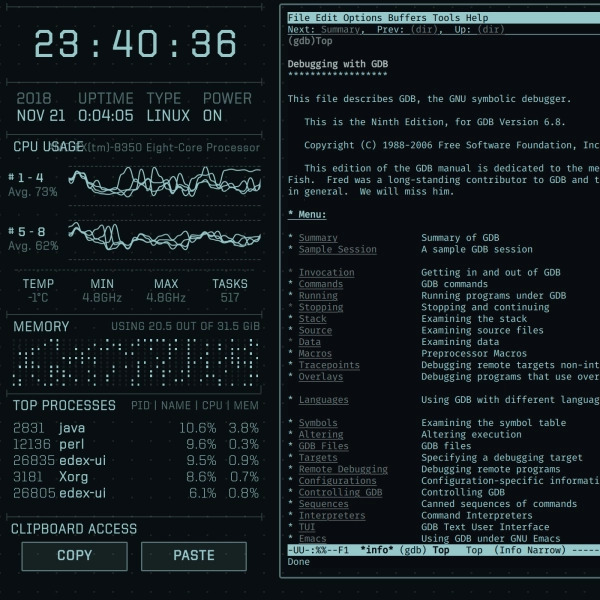 23:40:36
2018 UPTIME TYPE POWER
NOV 21 0:04:05 LINUX ON
CPU USAGE (tm)-8350 Eight-Core Processor
# 1 - 4
Avg. 73%
# 5 - 8
Avg. 62%
TEMP MIN MAX TASKS
-1°C 4.8GHz 4.8GHz 517
MEMORY USING 20.5 OUT OF 31.5 GiB
TOP PROCESSES PID | NAME | CPU | MEM
2831 java 10.6% 3.8%
12136 perl 9.6% 0.3%
26835 edex-ui 9.5% 0.9%
3181 Xorg 8.6% 0.7%
26805 edex-ui 6.1% 0.8%
CLIPBOARD ACCESS
COPY PASTE
File Edit Options Buffers Tools Help
Next: Summary, Prev: (dir), Up: (dir)
(gdb)Top
Debugging with GDB
******************
This file describes GDB, the GNU symbolic debugger.
This is the Ninth Edition, for GDB Version 6.8.
Copyright (C) 1988-2006 Free Software Foundation, Inc
This edition of the GDB manual is dedicated to the me
Fish. Fred was a long-standing contributor to GDB and t
in general. We will miss him.
* Menu:
* Summary Summary of GDB
* Sample Session A sample GDB session
* Invocation Getting in and out of GDB
* Commands GDB commands
* Running Running programs under GDB
* Stopping Stopping and continuing
* Stack Examining the stack
* Source Examining source files
* Data Examining data
* Macros Preprocessor Macros
* Tracepoints Debugging remote targets non-int
* Overlays Debugging programs that use over
* Languages Using GDB with different languag
* Symbols Examining the symbol table
* Altering Altering execution
* GDB Files GDB files
* Targets Specifying a debugging target
* Remote Debugging Debugging remote programs
* Configurations Configuration-specific informati
* Controlling GDB Controlling GDB
* Sequences Canned sequences of commands
* Interpreters Command Interpreters
* TUI GDB Text User Interface
* Emacs Using GDB under GNU Emacs
-UU-:%%--F1 *info* (gdb) Top Top (Info Narrow) -----
Done